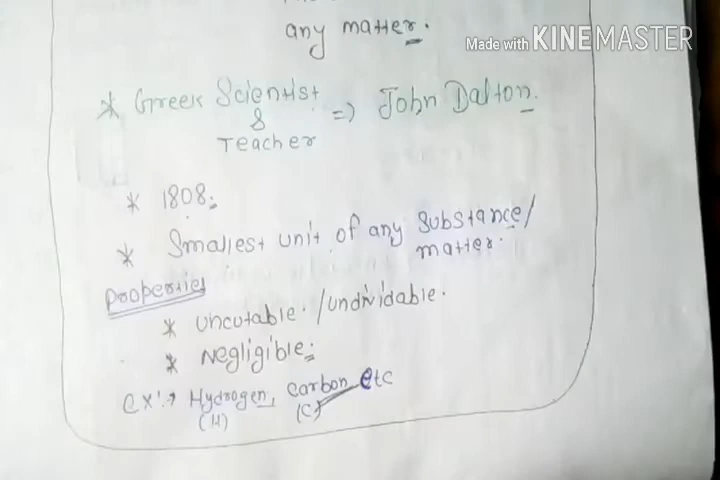 any matter.
Made with KINEMASTER
* Greek Scientist & Teacher => John Dalton.
* 1808:
* Smallest unit of any substance/
matter.
Properties
* uncutable. /undividable.
* Negligible:
Ex:→ Hydrogen, Carbon etc
(H) (C)